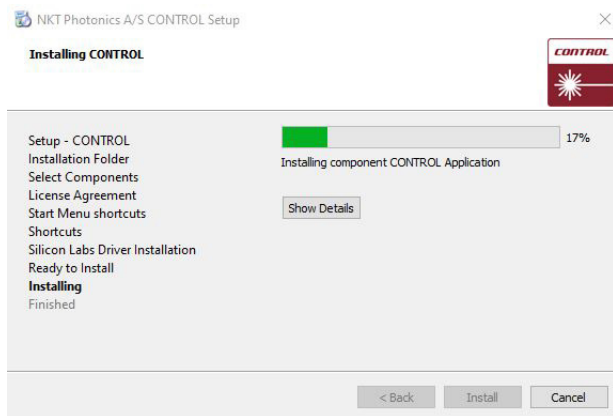 NKT Photonics A/S CONTROL Setup
Installing CONTROL
CONTROL
Setup - CONTROL
Installation Folder
Select Components
License Agreement
Start Menu shortcuts
Shortcuts
Silicon Labs Driver Installation
Ready to Install
Installing
Finished
17%
Installing component CONTROL Application
Show Details
< Back
Install
Cancel